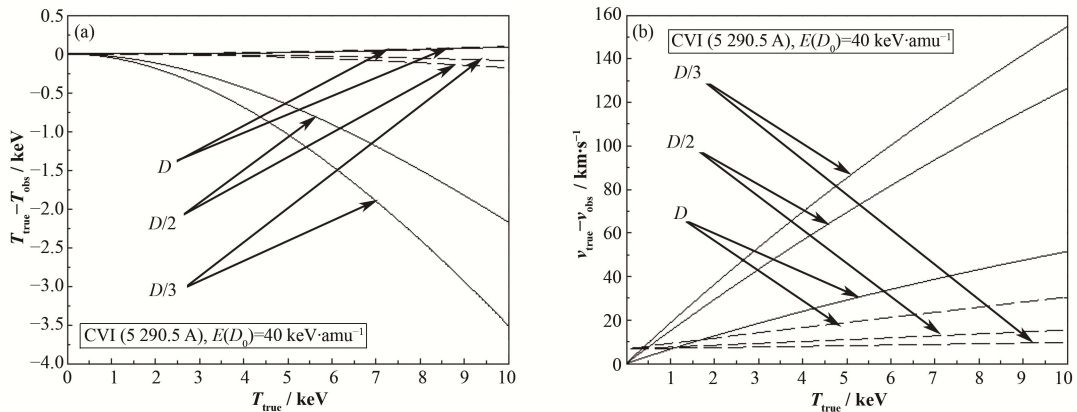 (a)
0.5
0
−0.5
−1.0
−1.5
−2.0
−2.5
−3.0
−3.5
−4.0
T_true−T_obs / keV
D
D/2
D/3
CVI (5 290.5 A), E(D₀)=40 keV·amu⁻¹
0 1 2 3 4 5 6 7 8 9 10
T_true / keV
(b)
160
140
120
100
80
60
40
20
0
v_true−v_obs / km·s⁻¹
CVI (5 290.5 A), E(D₀)=40 keV·amu⁻¹
D/3
D/2
D
1 2 3 4 5 6 7 8 9 10
T_true / keV